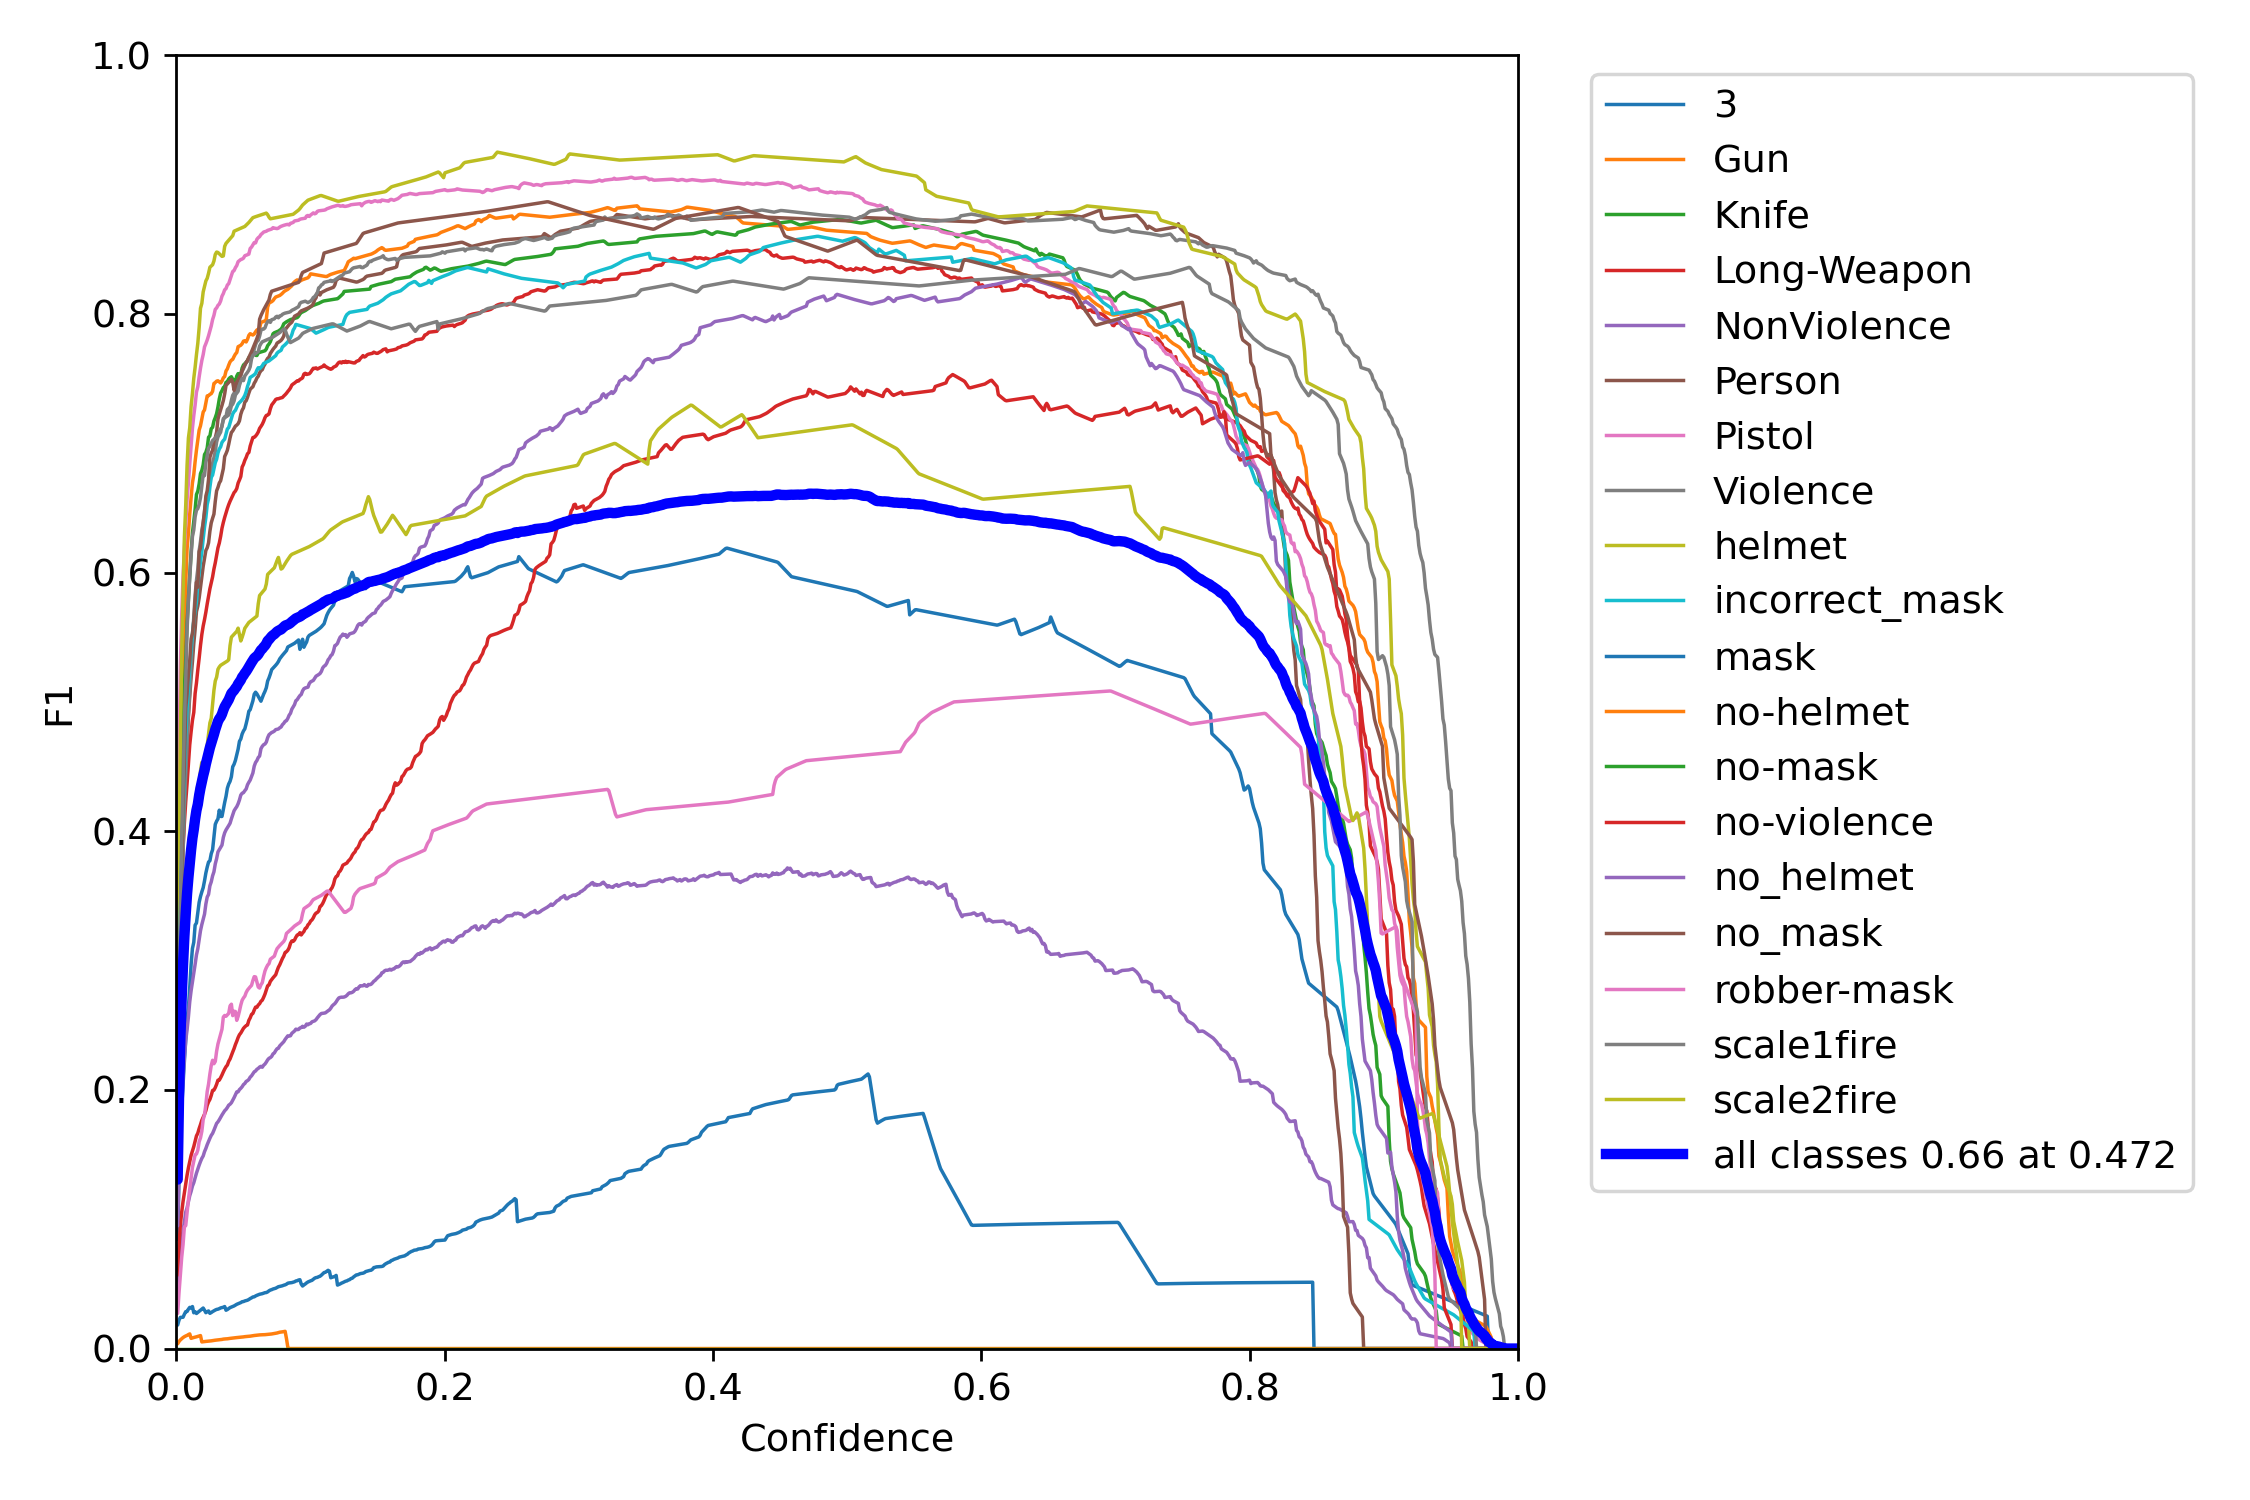 1.0
0.8
0.6
0.4
0.2
0.0
F1
0.0 0.2 0.4 0.6 0.8 1.0
Confidence
3
Gun
Knife
Long-Weapon
NonViolence
Person
Pistol
Violence
helmet
incorrect_mask
mask
no-helmet
no-mask
no-violence
no_helmet
no_mask
robber-mask
scale1fire
scale2fire
all classes 0.66 at 0.472